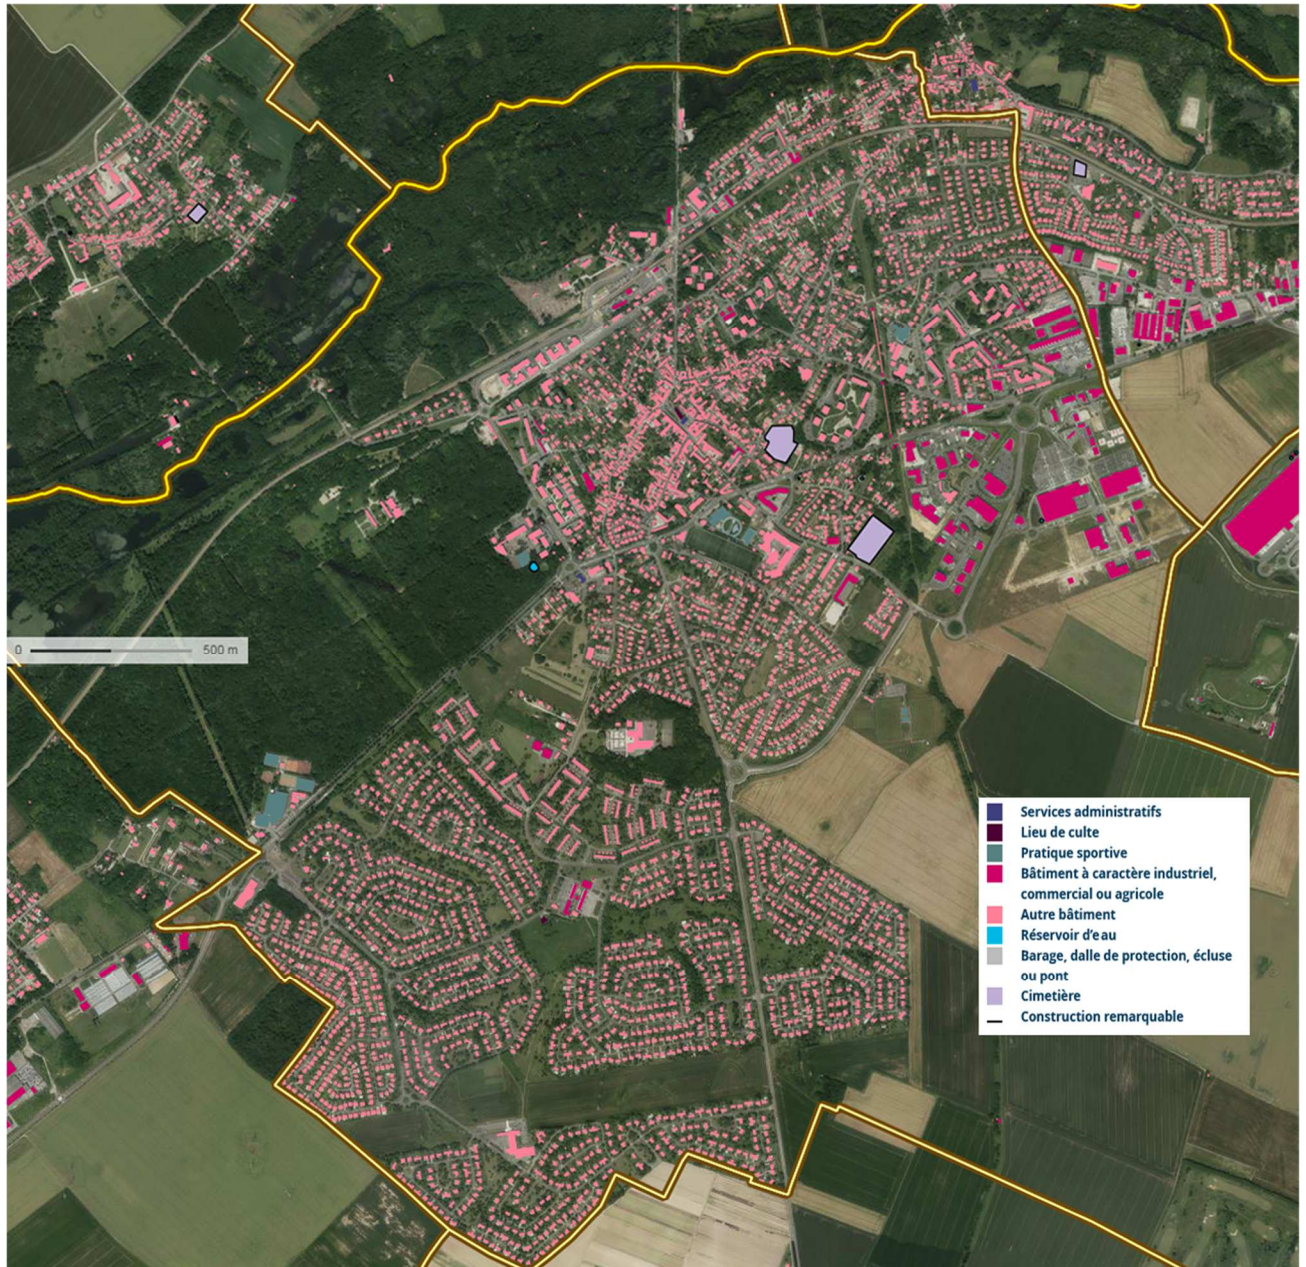 0 500 m
Services administratifs
Lieu de culte
Pratique sportive
Bâtiment à caractère industriel,
commercial ou agricole
Autre bâtiment
Réservoir d'eau
Barage, dalle de protection, écluse
ou pont
Cimetière
Construction remarquable